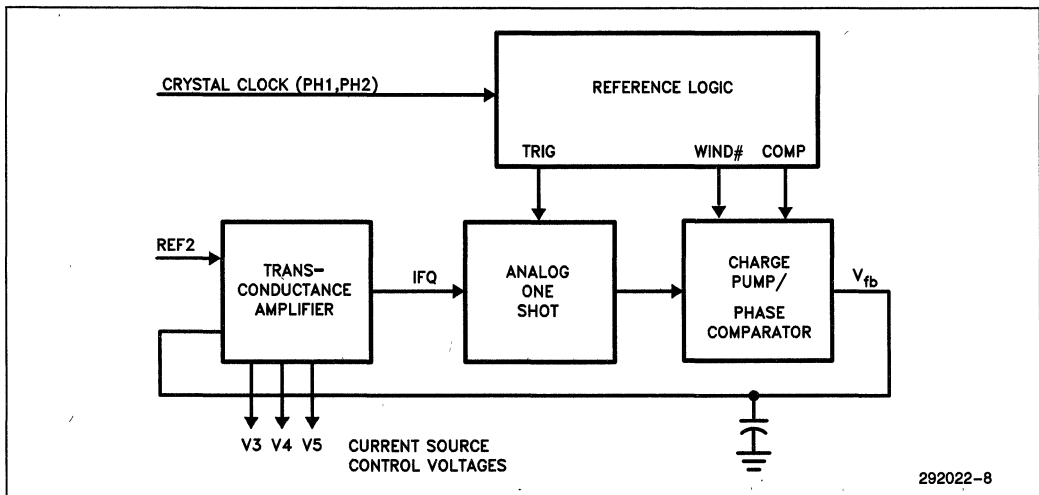 CRYSTAL CLOCK (PH1,PH2)
REFERENCE LOGIC
TRIG
WIND#
COMP
REF2
TRANS-
CONDUCTANCE
AMPLIFIER
IFQ
ANALOG
ONE
SHOT
CHARGE
PUMP/
PHASE
COMPARATOR
Vfb
V3 V4 V5
CURRENT SOURCE
CONTROL VOLTAGES
292022-8